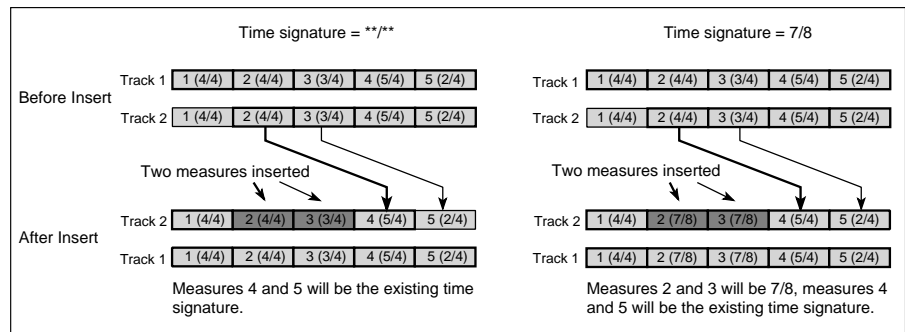 Time signature = **/**
Time signature = 7/8
Before Insert
Track 1 1 (4/4) 2 (4/4) 3 (3/4) 4 (5/4) 5 (2/4)
Track 1 1 (4/4) 2 (4/4) 3 (3/4) 4 (5/4) 5 (2/4)
Track 2 1 (4/4) 2 (4/4) 3 (3/4) 4 (5/4) 5 (2/4)
Track 2 1 (4/4) 2 (4/4) 3 (3/4) 4 (5/4) 5 (2/4)
Two measures inserted
Two measures inserted
After Insert
Track 2 1 (4/4) 2 (4/4) 3 (3/4) 4 (5/4) 5 (2/4)
Track 2 1 (4/4) 2 (7/8) 3 (7/8) 4 (5/4) 5 (2/4)
Track 1 1 (4/4) 2 (4/4) 3 (3/4) 4 (5/4) 5 (2/4)
Track 1 1 (4/4) 2 (7/8) 3 (7/8) 4 (5/4) 5 (2/4)
Measures 4 and 5 will be the existing time
signature.
Measures 2 and 3 will be 7/8, measures 4
and 5 will be the existing time signature.